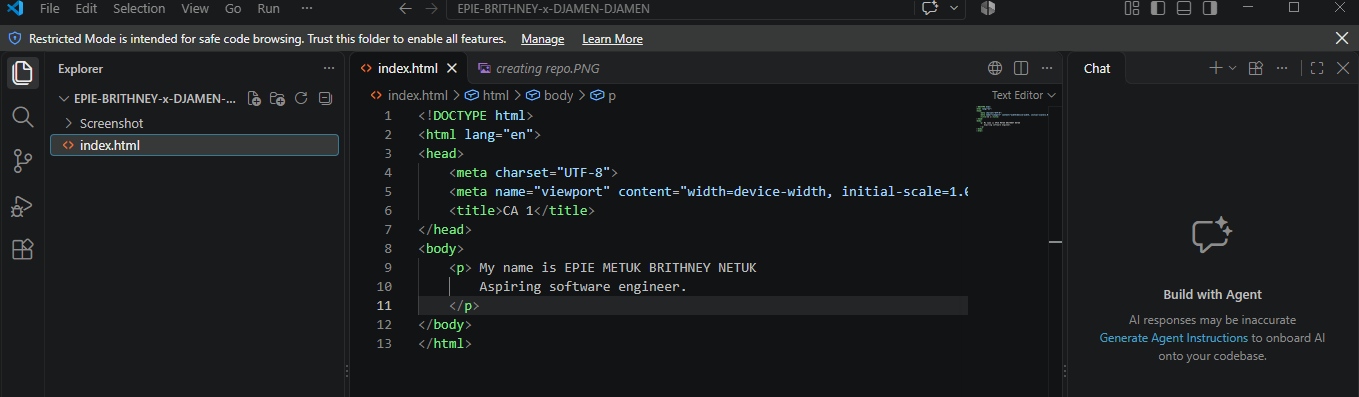 File Edit Selection View Go Run ···
EPIE-BRITHNEY-x-DJAMEN-DJAMEN
Restricted Mode is intended for safe code browsing. Trust this folder to enable all features. Manage Learn More
Explorer ···
EPIE-BRITHNEY-x-DJAMEN-...
Screenshot
<> index.html
<> index.html
creating repo.PNG
···
<> index.html > html > body > p
Text Editor
1 <!DOCTYPE html>
2 <html lang="en">
3 <head>
4 <meta charset="UTF-8">
5 <meta name="viewport" content="width=device-width, initial-scale=1.0
6 <title>CA 1</title>
7 </head>
8 <body>
9 <p> My name is EPIE METUK BRITHNEY NETUK
10 Aspiring software engineer.
11 </p>
12 </body>
13 </html>
Chat
···
Build with Agent
AI responses may be inaccurate
Generate Agent Instructions to onboard AI
onto your codebase.